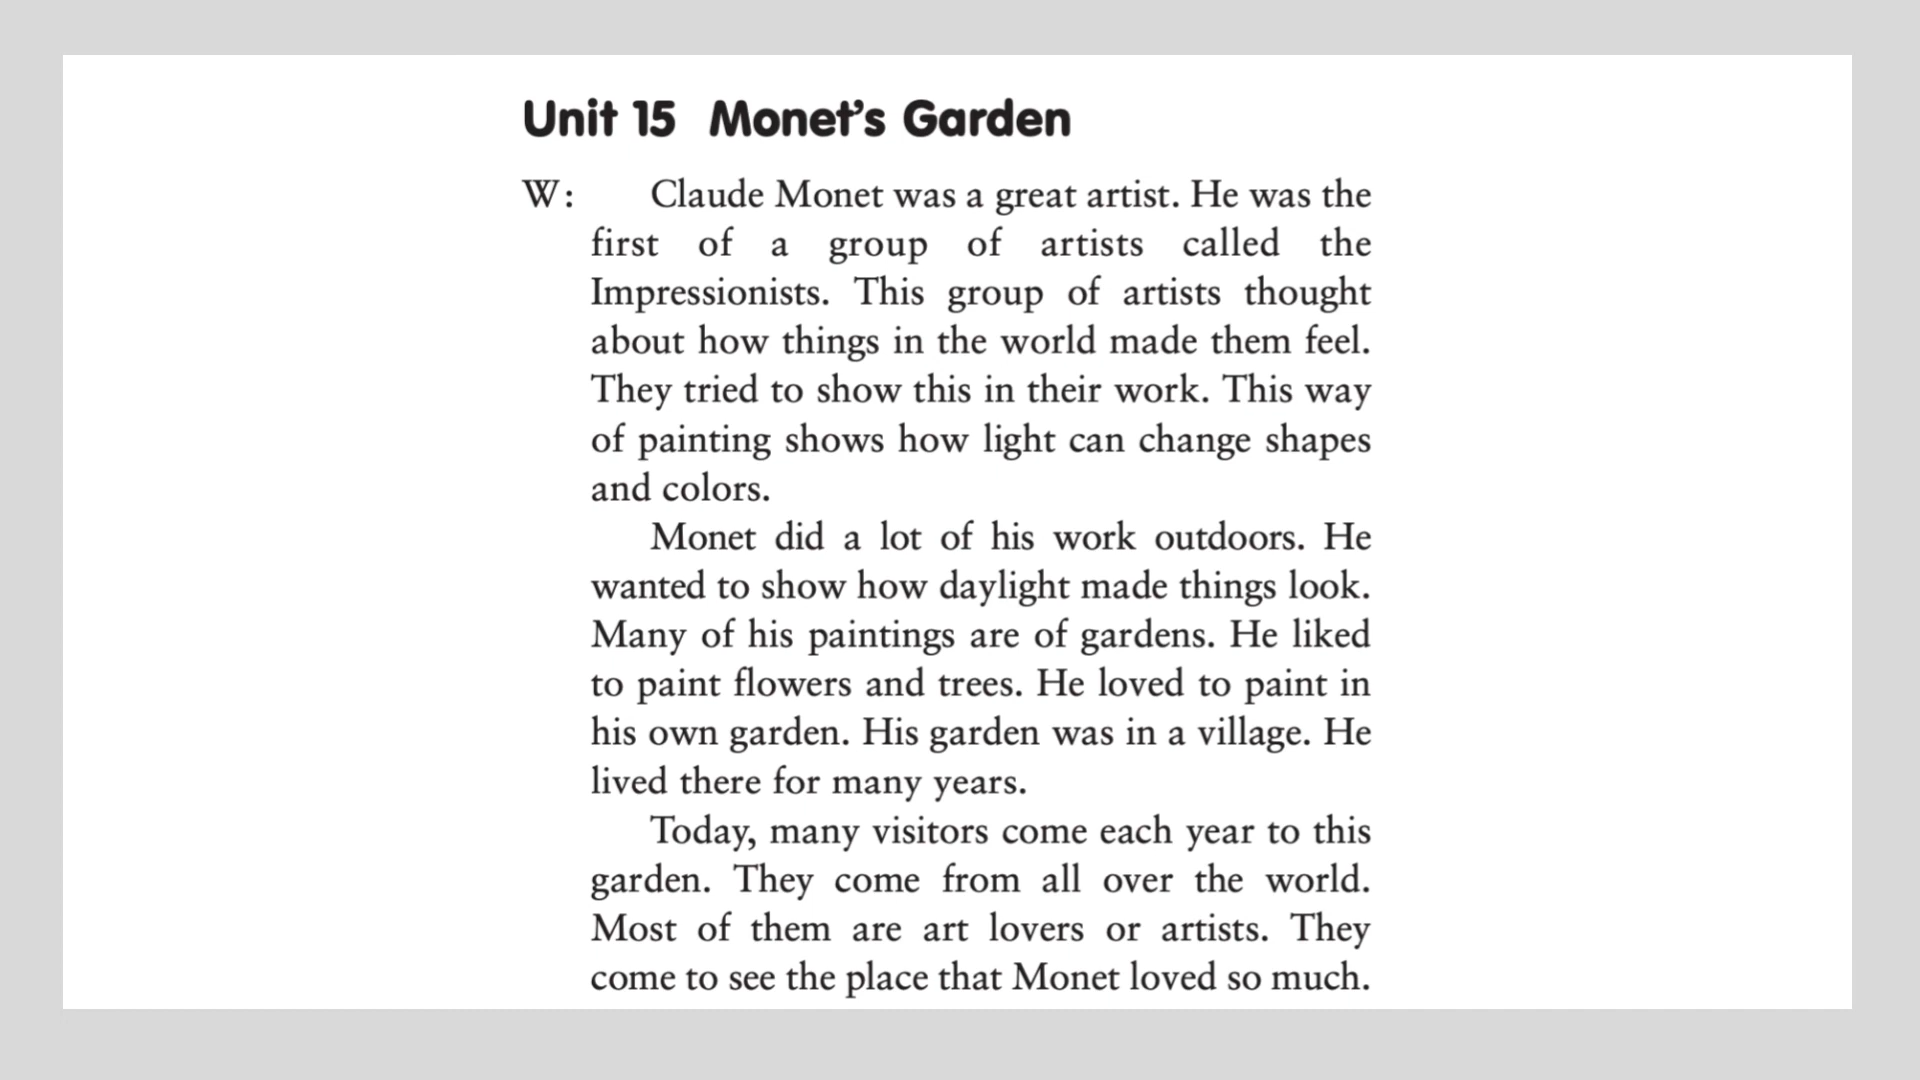 Unit 15 Monet's Garden
W: Claude Monet was a great artist. He was the
first of a group of artists called the
Impressionists. This group of artists thought
about how things in the world made them feel.
They tried to show this in their work. This way
of painting shows how light can change shapes
and colors.
Monet did a lot of his work outdoors. He
wanted to show how daylight made things look.
Many of his paintings are of gardens. He liked
to paint flowers and trees. He loved to paint in
his own garden. His garden was in a village. He
lived there for many years.
Today, many visitors come each year to this
garden. They come from all over the world.
Most of them are art lovers or artists. They
come to see the place that Monet loved so much.